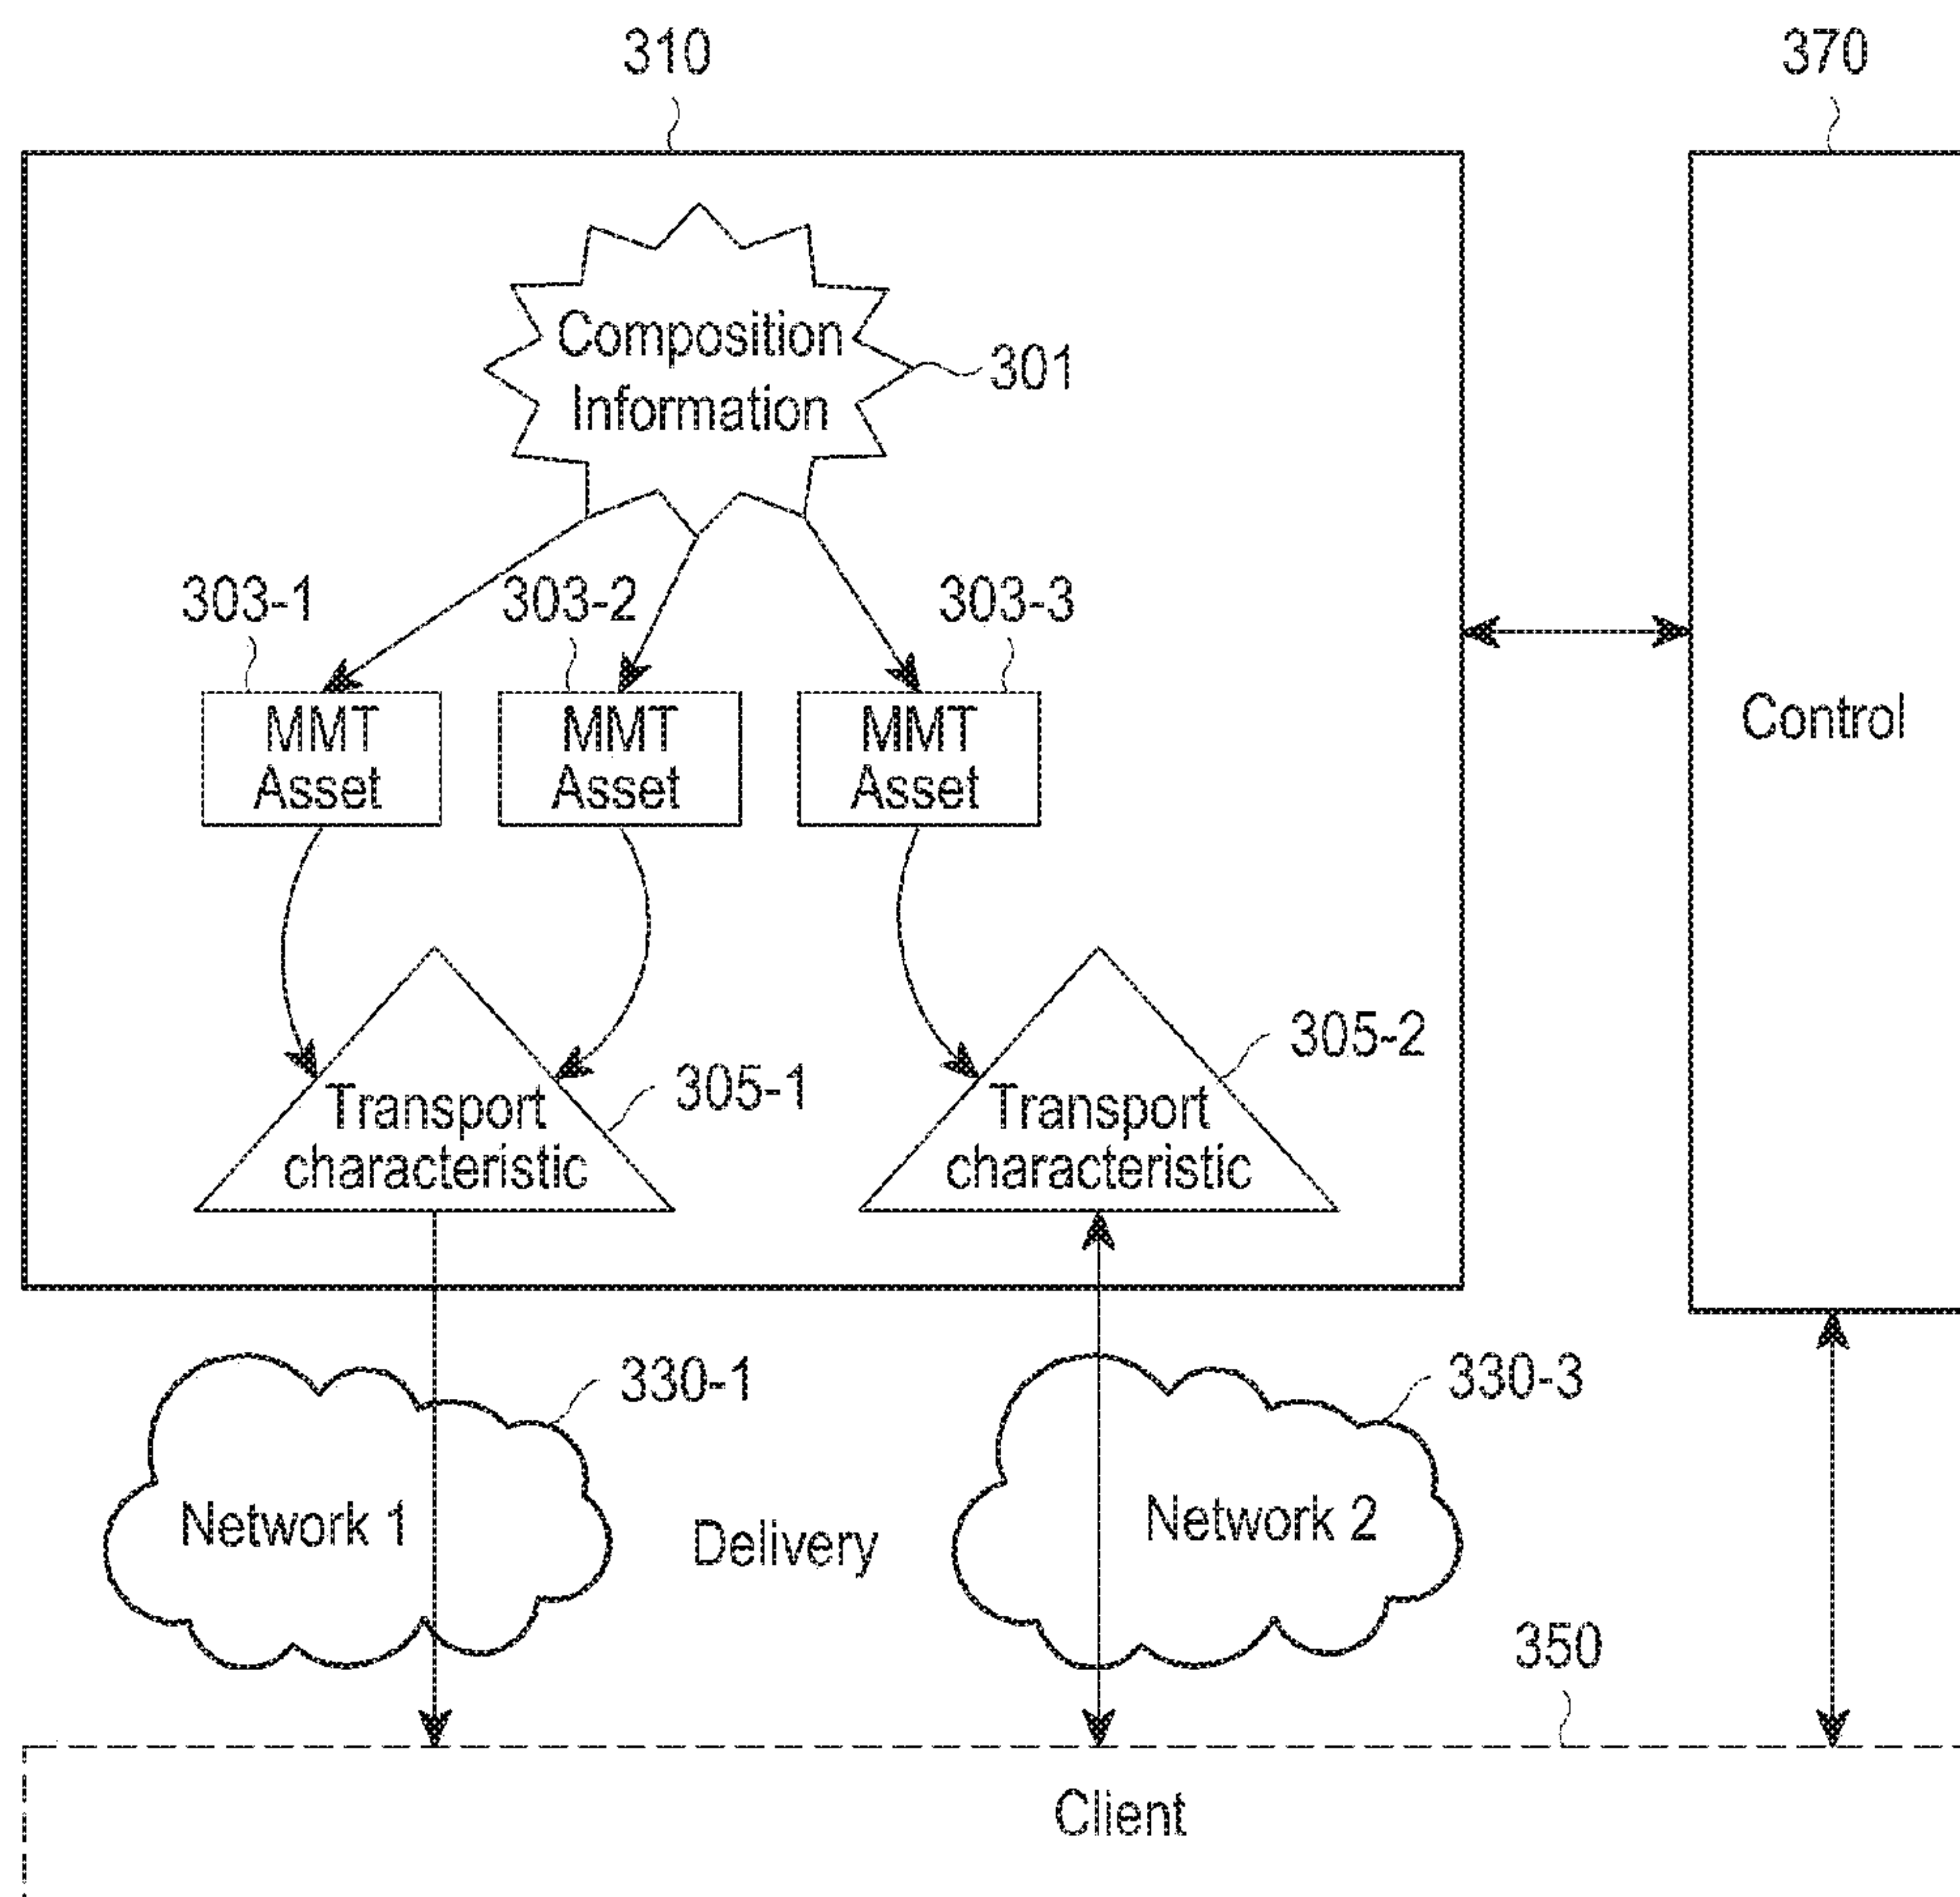 310
370
Composition
Information
301
303-1
303-2
303-3
MMT
Asset
MMT
Asset
MMT
Asset
Control
305-1
305-2
Transport
characteristic
Transport
characteristic
330-1
330-3
Network 1
Delivery
Network 2
350
Client